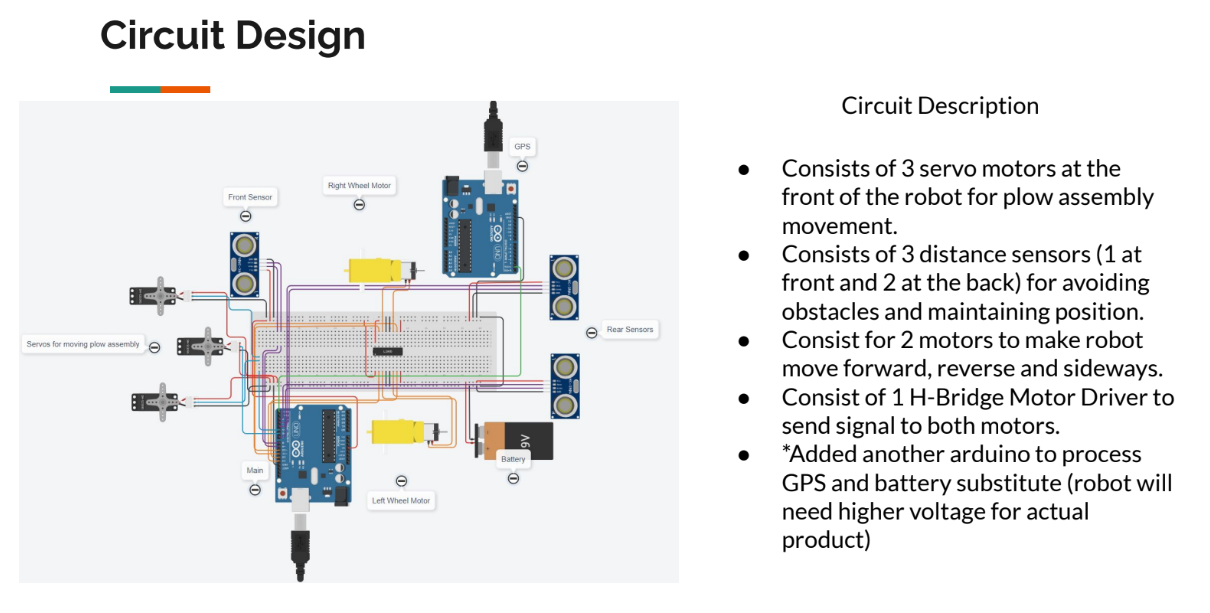 Circuit Design
Circuit Description
● Consists of 3 servo motors at the
front of the robot for plow assembly
movement.
● Consists of 3 distance sensors (1 at
front and 2 at the back) for avoiding
obstacles and maintaining position.
● Consist for 2 motors to make robot
move forward, reverse and sideways.
● Consist of 1 H-Bridge Motor Driver to
send signal to both motors.
● *Added another arduino to process
GPS and battery substitute (robot will
need higher voltage for actual
product)
GPS
Right Wheel Motor
Front Sensor
Rear Sensors
Servos for moving plow assembly
9V
Battery
Main
Left Wheel Motor